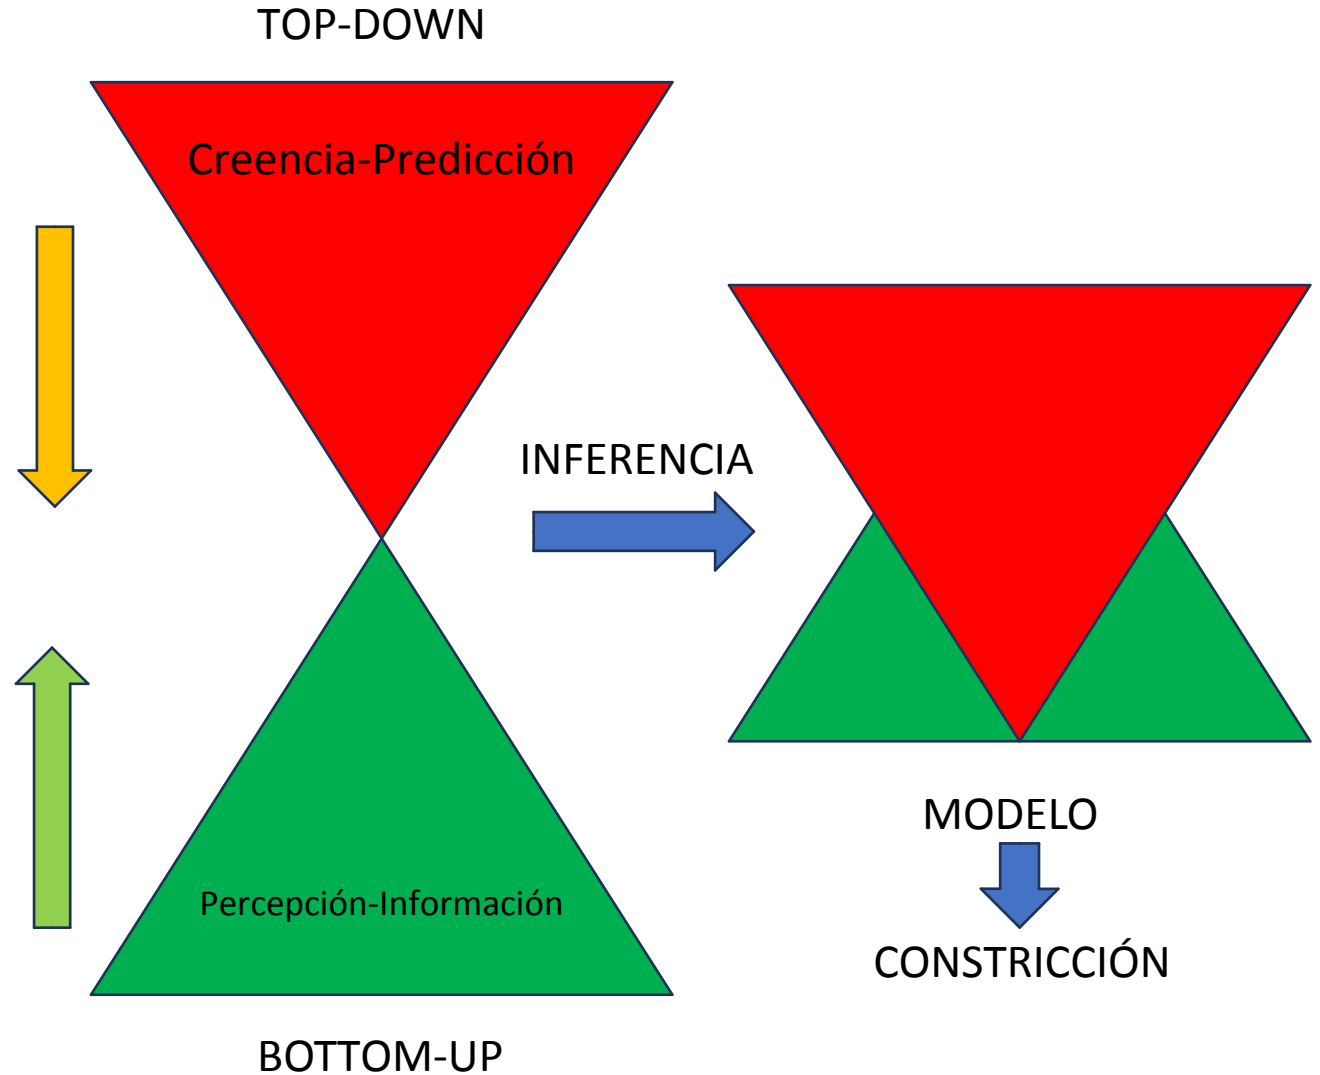 TOP-DOWN
Creencia-Predicción
INFERENCIA
Percepción-Información
BOTTOM-UP
MODELO
CONSTRICCIÓN